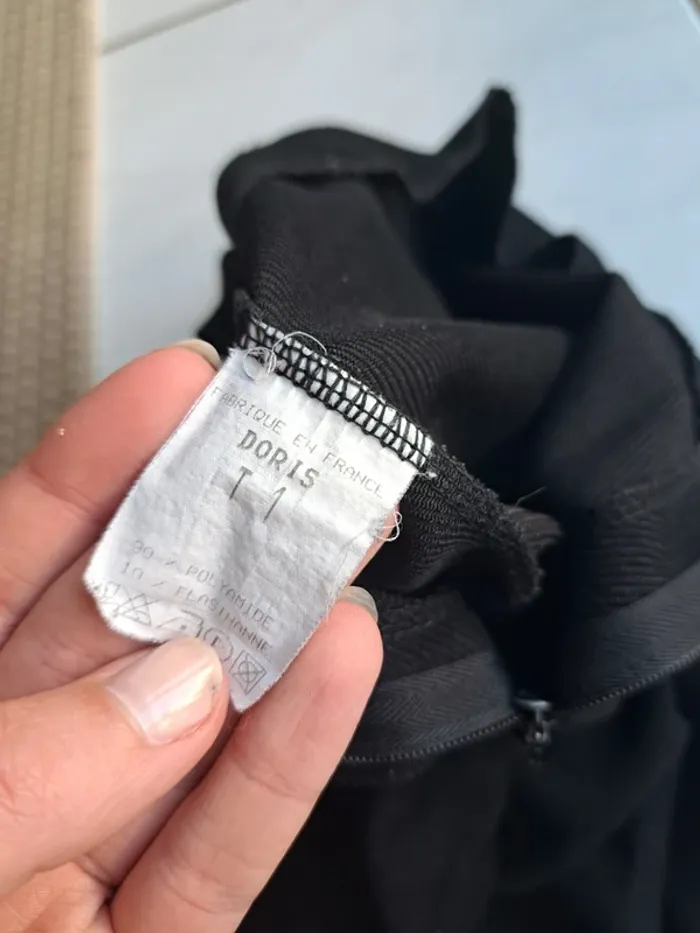 FABRIQUE EN FRANCE
DORIS
T 1
90 % POLYAMIDE
10 % ELASTHANNE